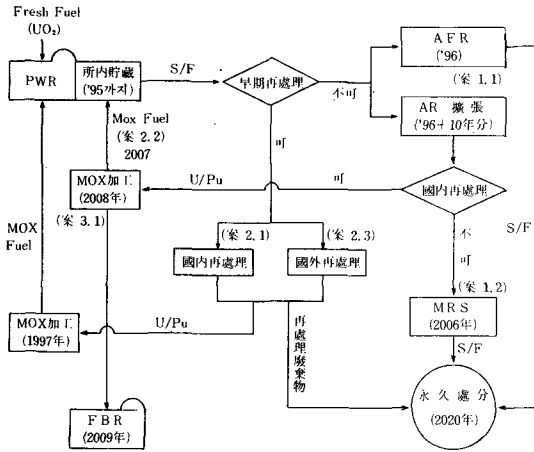 Fresh Fuel
(UO₂)
PWR
所内貯蔵
('95까지)
S/F
早期再處理
不可
可
AFR
('96)
(案 1.1)
AR 擴張
('96+10年分)
Mox Fuel
(案 2.2)
2007
MOX加工
(2008年)
(案 3.1)
U/Pu
可
國内再處理
不
可
S/F
(案 1.2)
MOX
Fuel
(案 2.1)
(案 2.3)
國内再處理
國外再處理
MOX加工
(1997年)
U/Pu
再處理廢棄物
MRS
(2006年)
S/F
永久處分
(2020年)
FBR
(2009年)